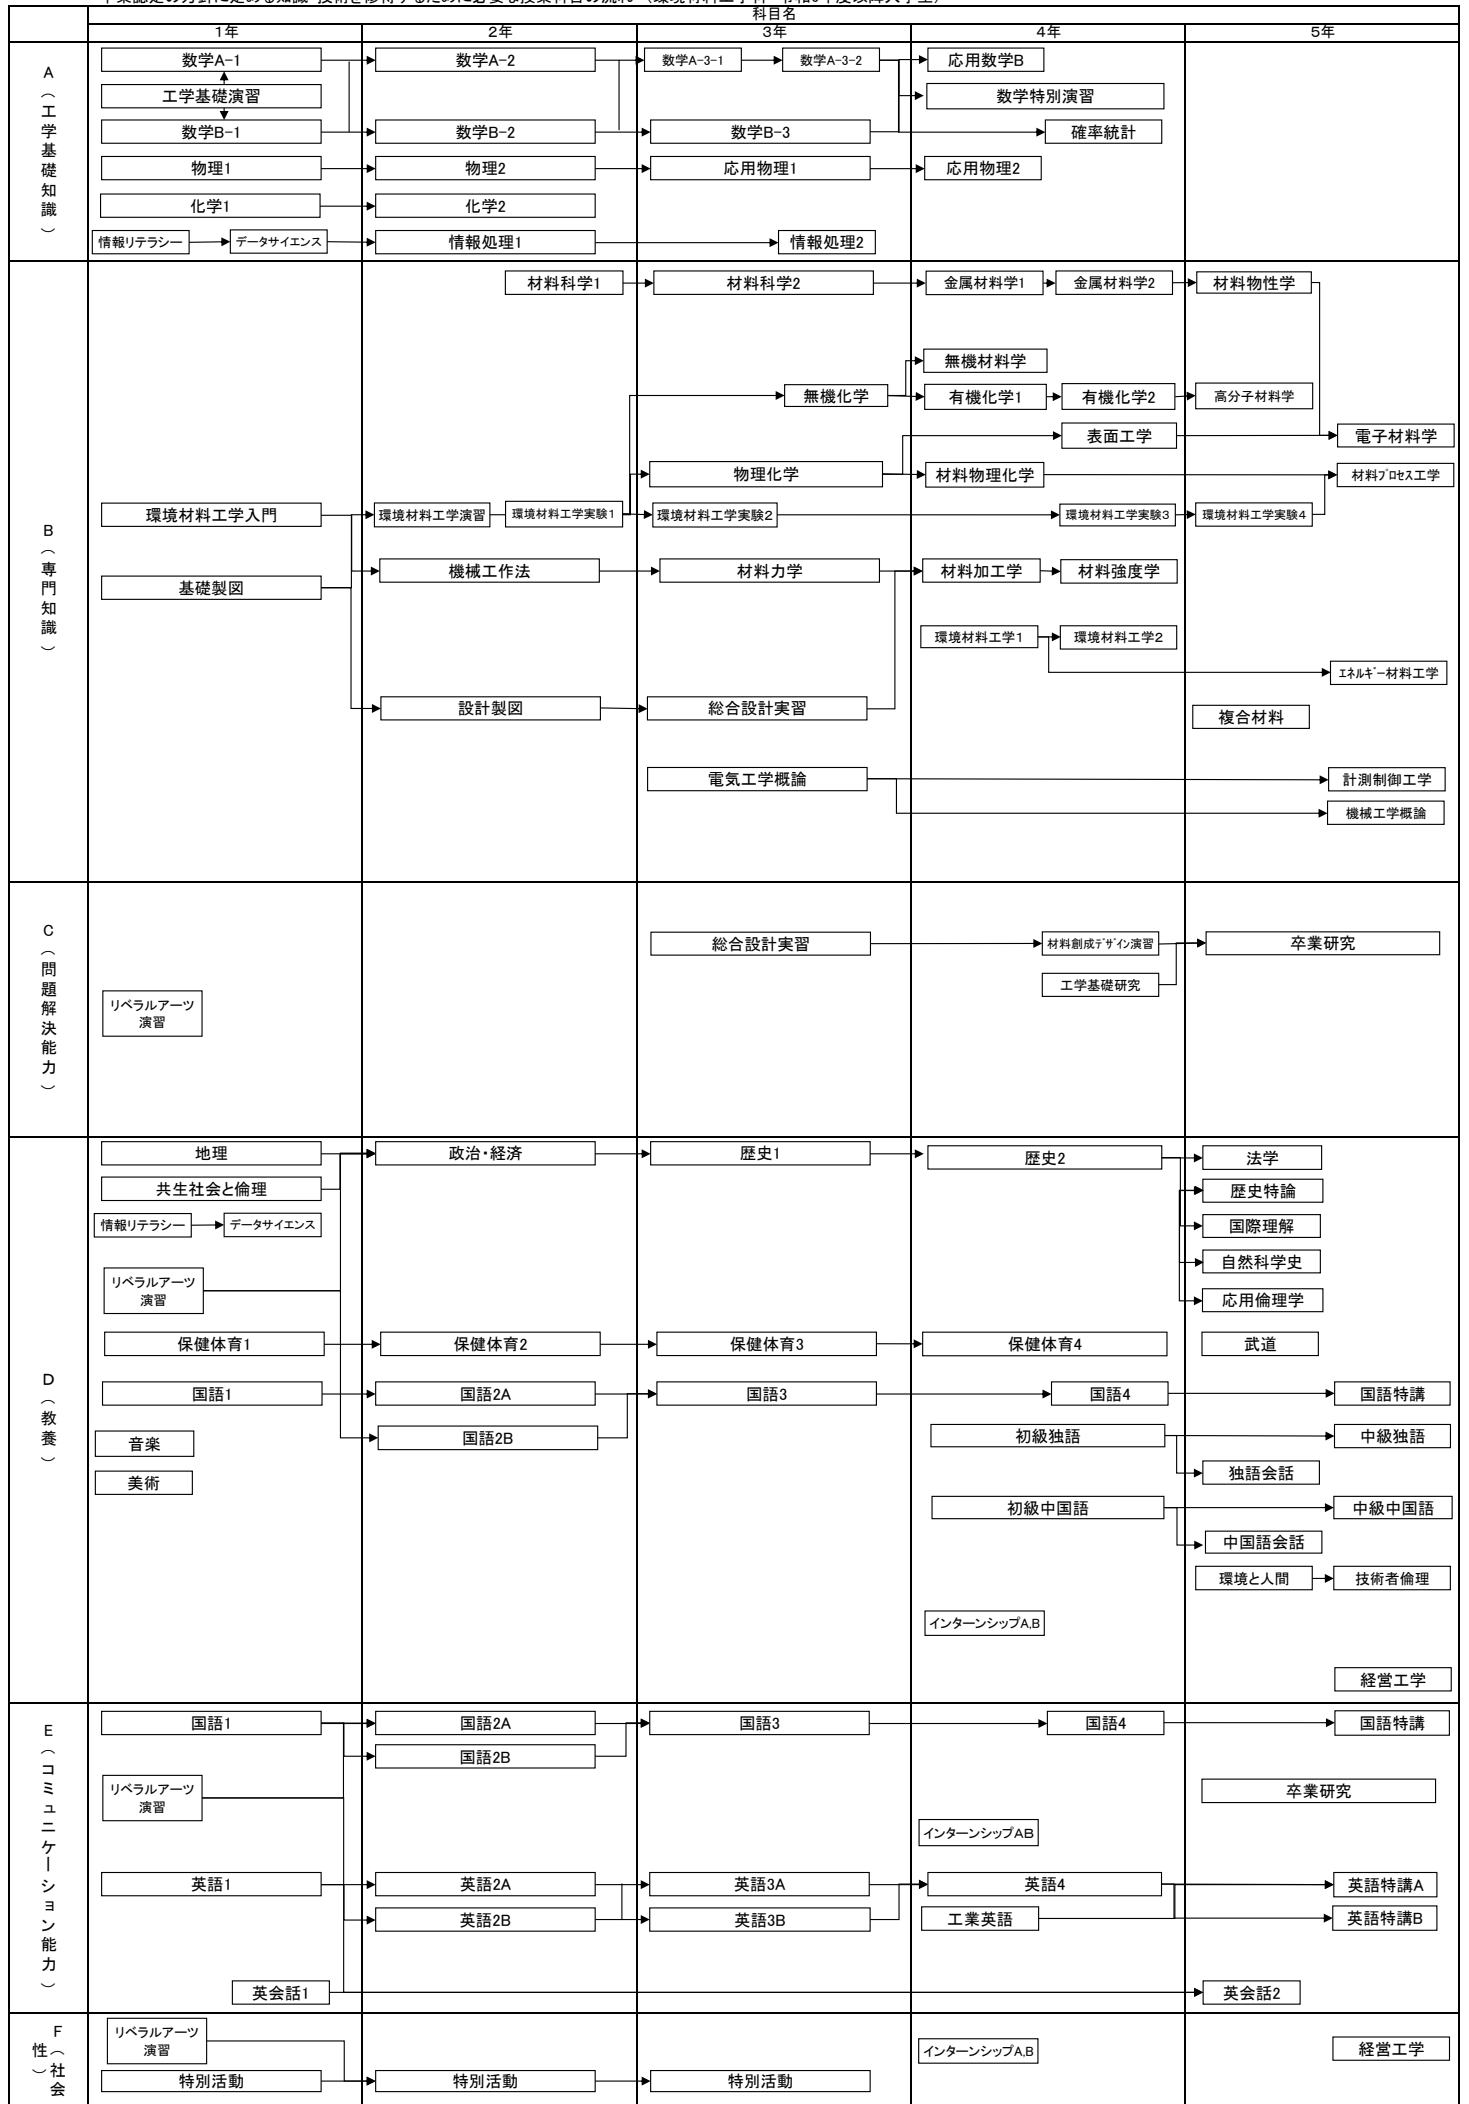 科目名
1年 2年 3年 4年 5年
A（工学基礎知識）
数学A-1 数学A-2 数学A-3-1 数学A-3-2 応用数学B
工学基礎演習 数学特別演習
数学B-1 数学B-2 数学B-3 確率統計
物理1 物理2 応用物理1 応用物理2
化学1 化学2
情報リテラシー データサイエンス 情報処理1 情報処理2
B（専門知識）
材料科学1 材料科学2 金属材料学1 金属材料学2 材料物性学
無機材料学
無機化学 有機化学1 有機化学2 高分子材料学
表面工学 電子材料学
物理化学 材料物理化学 材料プロセス工学
環境材料工学入門 環境材料工学演習 環境材料工学実験1 環境材料工学実験2 環境材料工学実験3 環境材料工学実験4
機械工作法 材料力学 材料加工学 材料強度学
基礎製図
環境材料工学1 環境材料工学2
エネルギー材料工学
設計製図 総合設計実習 複合材料
電気工学概論 計測制御工学
機械工学概論
C（問題解決能力）
総合設計実習 材料創成デザイン演習 卒業研究
工学基礎研究
リベラルアーツ
演習
D（教養）
地理 政治・経済 歴史1 歴史2 法学
共生社会と倫理 歴史特論
情報リテラシー データサイエンス 国際理解
自然科学史
リベラルアーツ
演習
応用倫理学
保健体育1 保健体育2 保健体育3 保健体育4 武道
国語1 国語2A 国語3 国語4 国語特講
音楽 国語2B 初級独語 中級独語
美術 独語会話
初級中国語 中級中国語
中国語会話
環境と人間 技術者倫理
インターンシップA,B
経営工学
E（コミュニケーション能力）
国語1 国語2A 国語3 国語4 国語特講
国語2B
リベラルアーツ
演習
卒業研究
インターンシップAB
英語1 英語2A 英語3A 英語4 英語特講A
英語2B 英語3B 工業英語 英語特講B
英会話1 英会話2
F（社会性）
リベラルアーツ
演習
インターンシップA,B 経営工学
特別活動 特別活動 特別活動